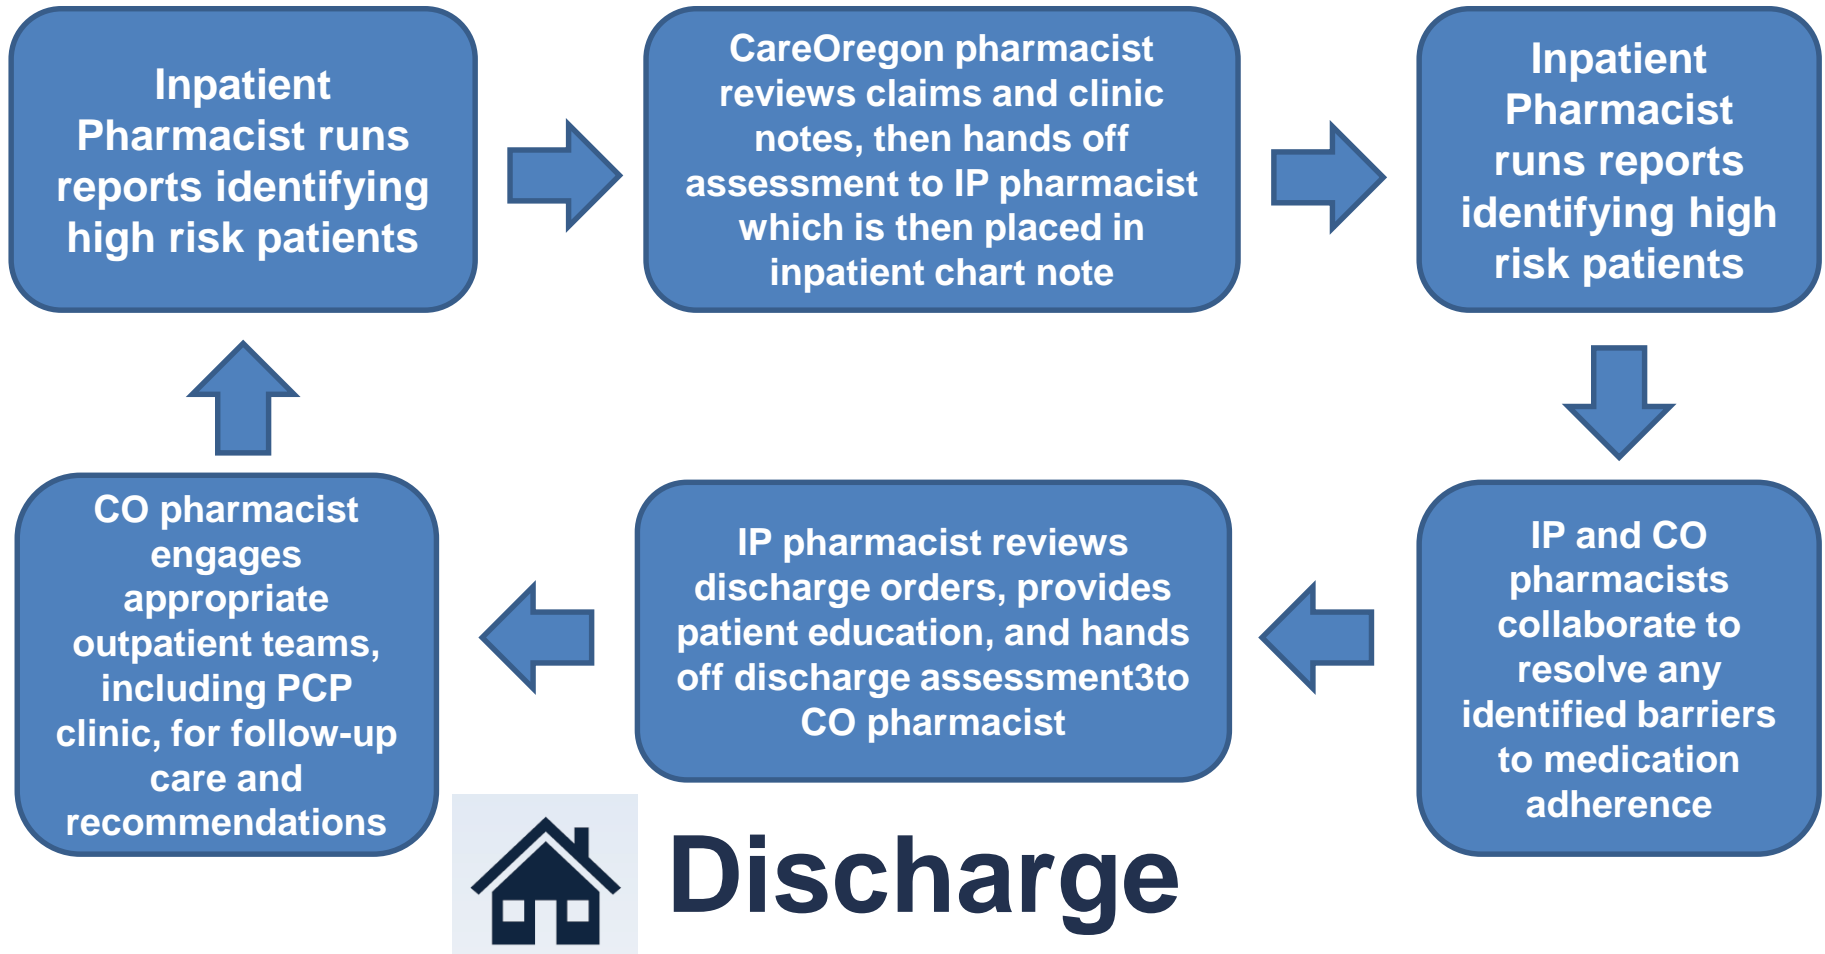 Inpatient
Pharmacist runs
reports identifying
high risk patients
CareOregon pharmacist
reviews claims and clinic
notes, then hands off
assessment to IP pharmacist
which is then placed in
inpatient chart note
Inpatient
Pharmacist
runs reports
identifying high
risk patients
IP and CO
pharmacists
collaborate to
resolve any
identified barriers
to medication
adherence
IP pharmacist reviews
discharge orders, provides
patient education, and hands
off discharge assessment3to
CO pharmacist
CO pharmacist
engages
appropriate
outpatient teams,
including PCP
clinic, for follow-up
care and
recommendations
Discharge